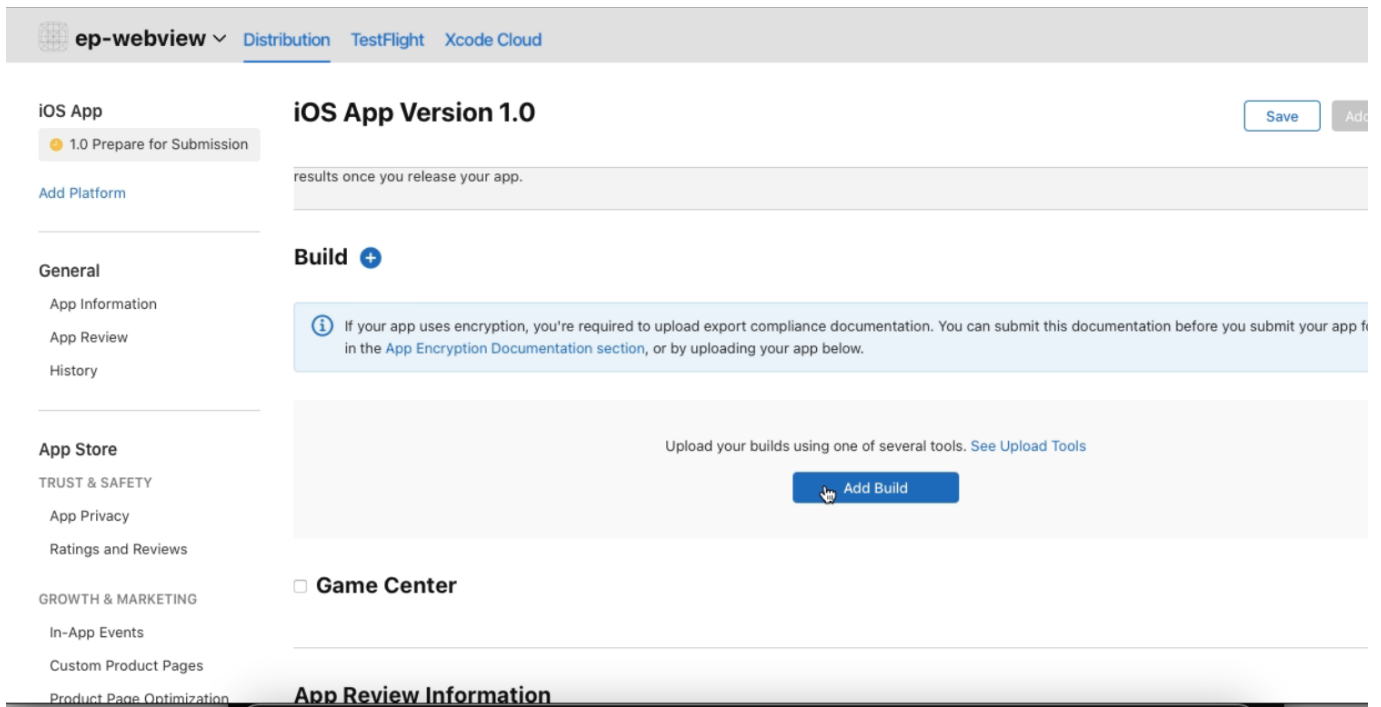 ep-webview Distribution TestFlight Xcode Cloud
iOS App
1.0 Prepare for Submission
Add Platform
General
App Information
App Review
History
App Store
TRUST & SAFETY
App Privacy
Ratings and Reviews
GROWTH & MARKETING
In-App Events
Custom Product Pages
Product Page Optimization
iOS App Version 1.0
Save
results once you release your app.
Build
If your app uses encryption, you're required to upload export compliance documentation. You can submit this documentation before you submit your app
in the App Encryption Documentation section, or by uploading your app below.
Upload your builds using one of several tools. See Upload Tools
Add Build
Game Center
App Review Information